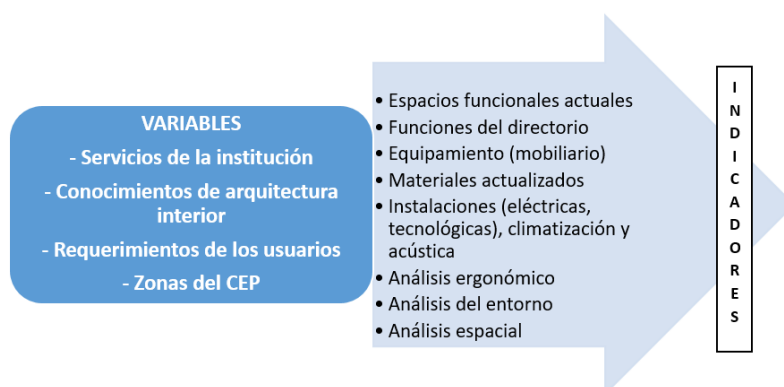 VARIABLES
- Servicios de la institución
- Conocimientos de arquitectura
interior
- Requerimientos de los usuarios
- Zonas del CEP
• Espacios funcionales actuales
• Funciones del directorio
• Equipamiento (mobiliario)
• Materiales actualizados
• Instalaciones (eléctricas,
tecnológicas), climatización y
acústica
• Análisis ergonómico
• Análisis del entorno
• Análisis espacial
INDICADORES